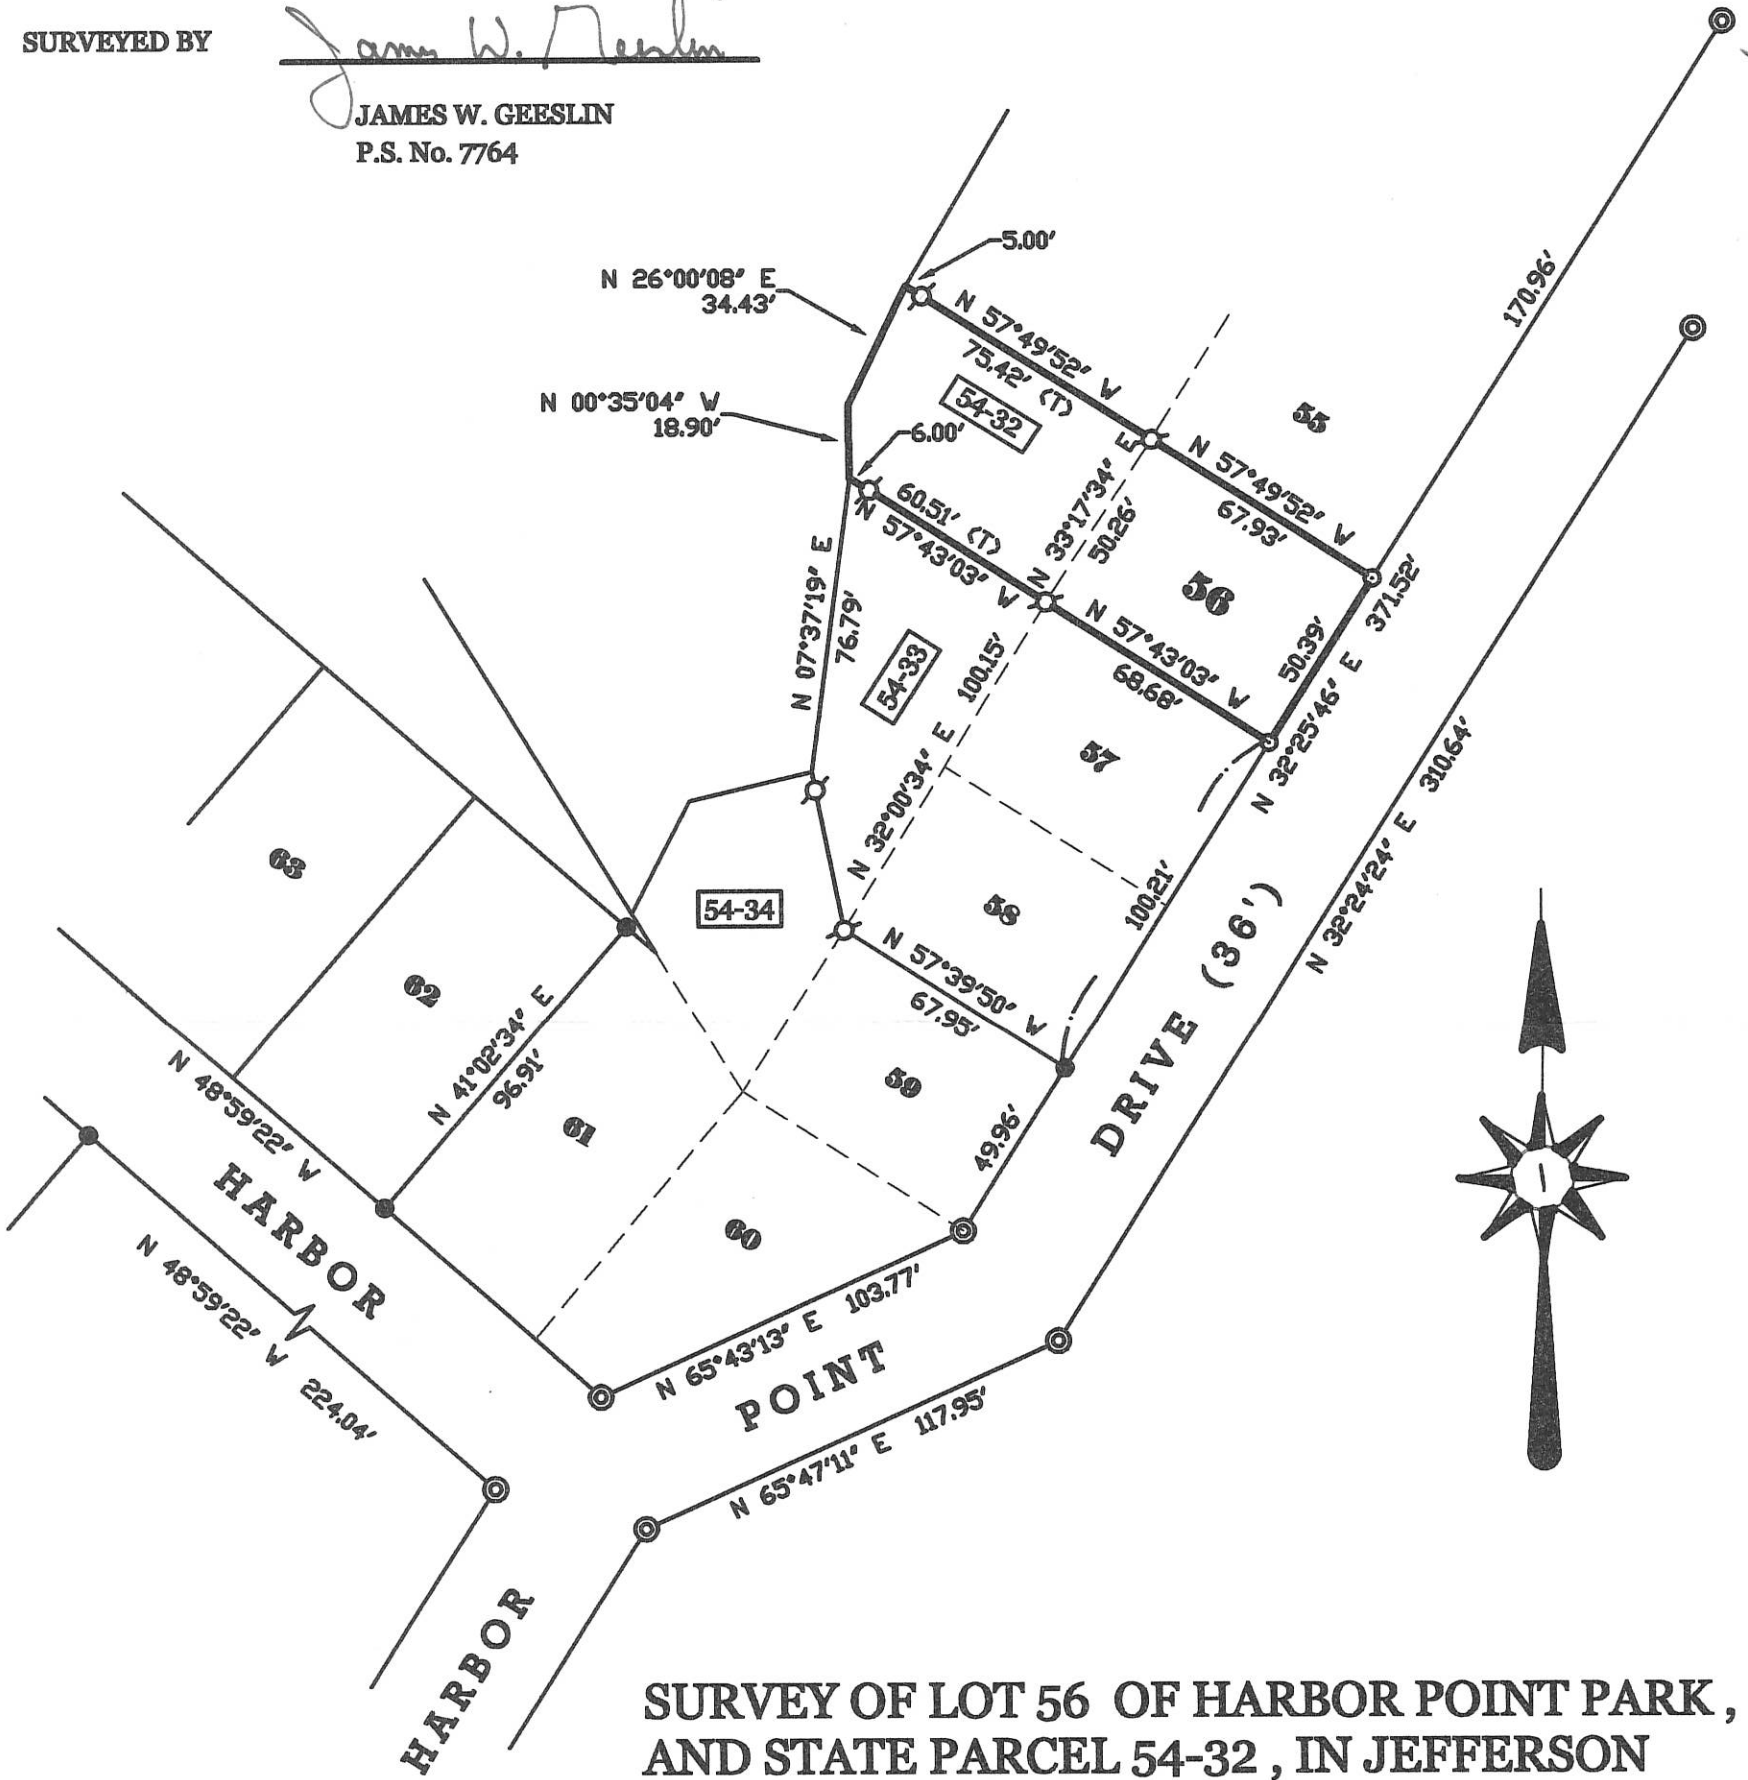 SURVEYED BY
James W. Geeslin
JAMES W. GEESLIN
P.S. No. 7764
5.00'
N 26°00'08" E
34.43'
N 57°49'52" W
75.42' (T)
54-32
N 00°35'04" W
18.90'
6.00'
60.51' (T)
N 57°43'03" W
N 33°17'34" E
50.26'
55
N 57°49'52" W
67.93'
170.96'
56
N 57°43'03" W
68.68'
50.39'
N 32°25'46" E 371.52'
N 07°37'19" E
76.79'
54-33
N 32°00'34" E 100.15'
57
58
100.21'
N 32°24'24" E 310.64'
63
62
54-34
N 57°39'50" W
67.95'
N 41°02'34" E
96.91'
61
59
49.96'
DRIVE (36')
N 48°59'22" W
HARBOR
60
N 48°59'22" W 224.04'
N 65°43'13" E 103.77'
POINT
N 65°47'11" E 117.95'
HARBOR
1
SURVEY OF LOT 56 OF HARBOR POINT PARK ,
AND STATE PARCEL 54-32 , IN JEFFERSON